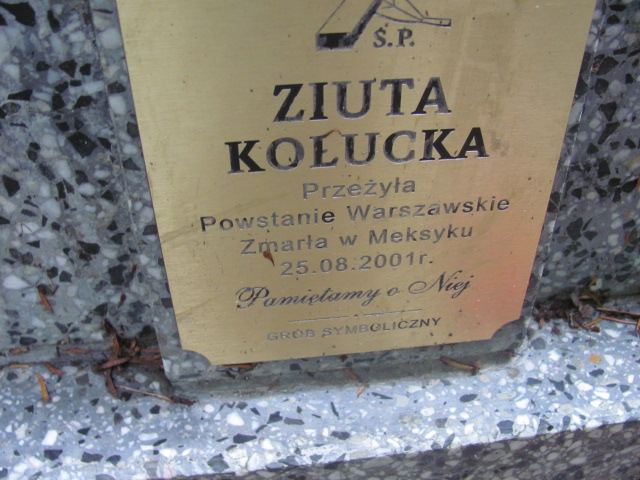 Ś.P.
ZIUTA
KOŁUCKA
Przeżyła
Powstanie Warszawskie
Zmarła w Meksyku
25.08.2001r.
Pamiętamy o Niej
GRÓB SYMBOLICZNY